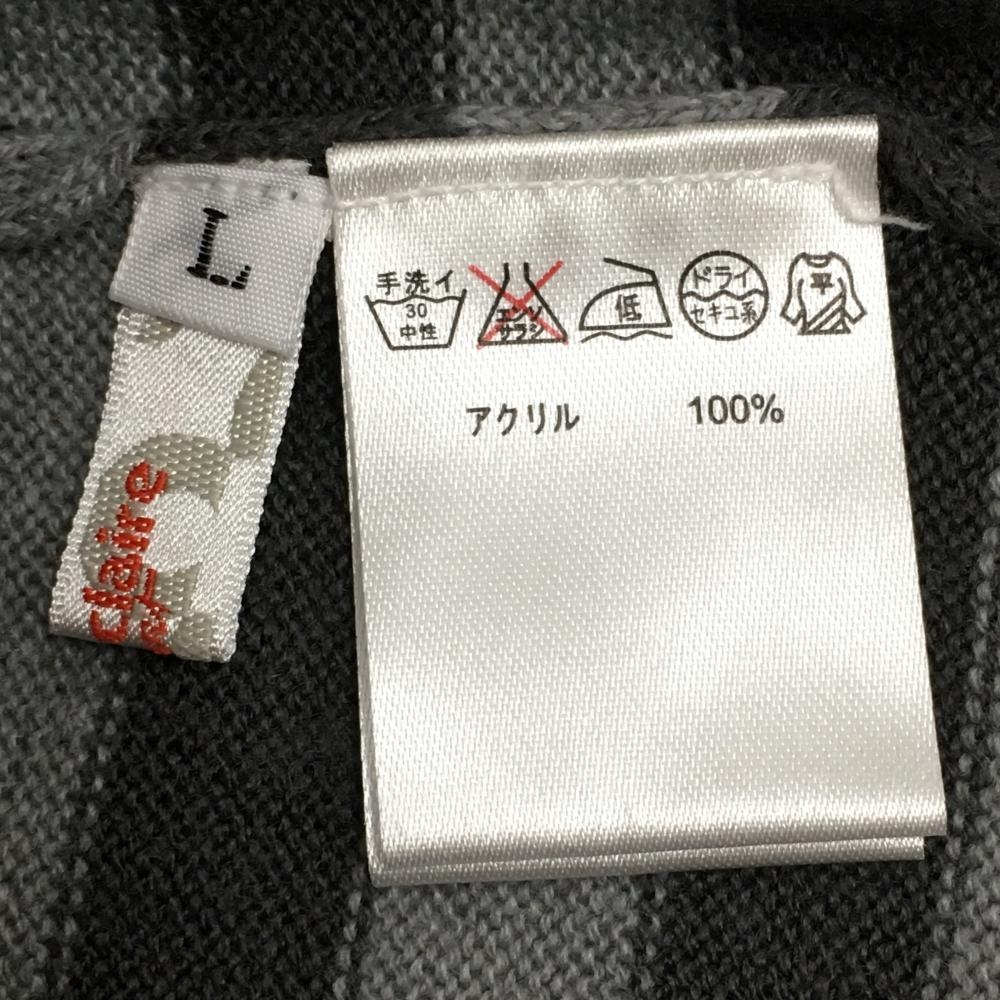 L
claire
手洗イ
30
中性
エンソ
サラシ
低
ドライ
セキユ系
平
アクリル 100%